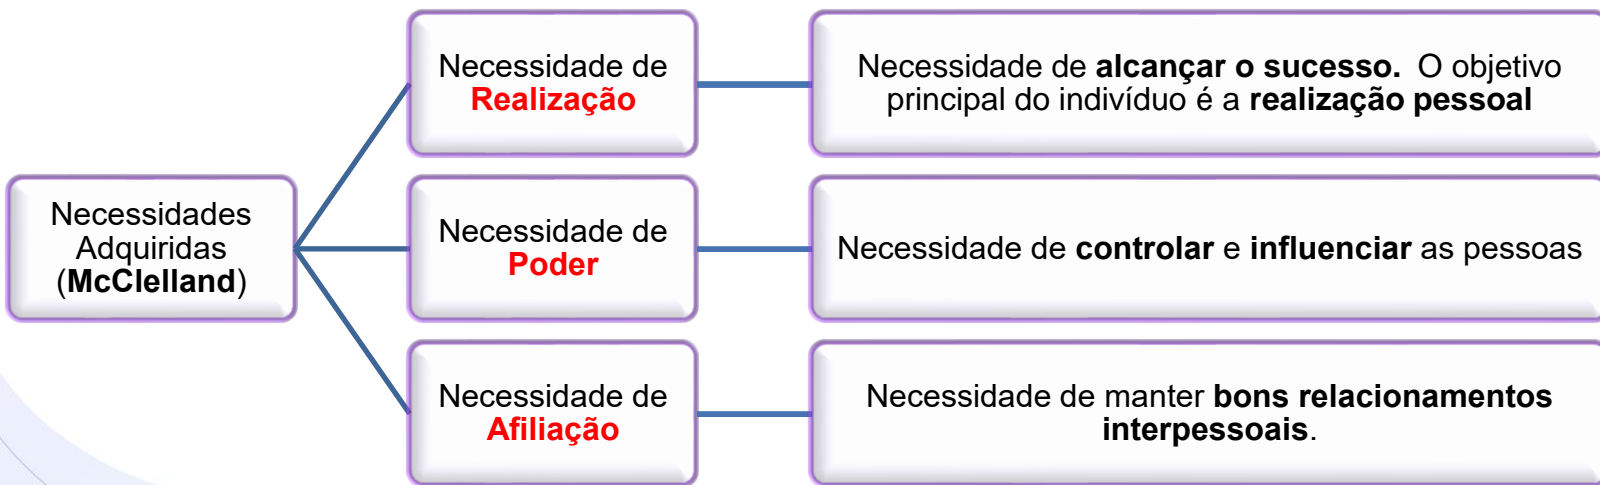 Necessidade de
Realização
Necessidade de alcançar o sucesso.  O objetivo
principal do indivíduo é a realização pessoal
Necessidades
Adquiridas
(McClelland)
Necessidade de
Poder
Necessidade de controlar e influenciar as pessoas
Necessidade de
Afiliação
Necessidade de manter bons relacionamentos
interpessoais.